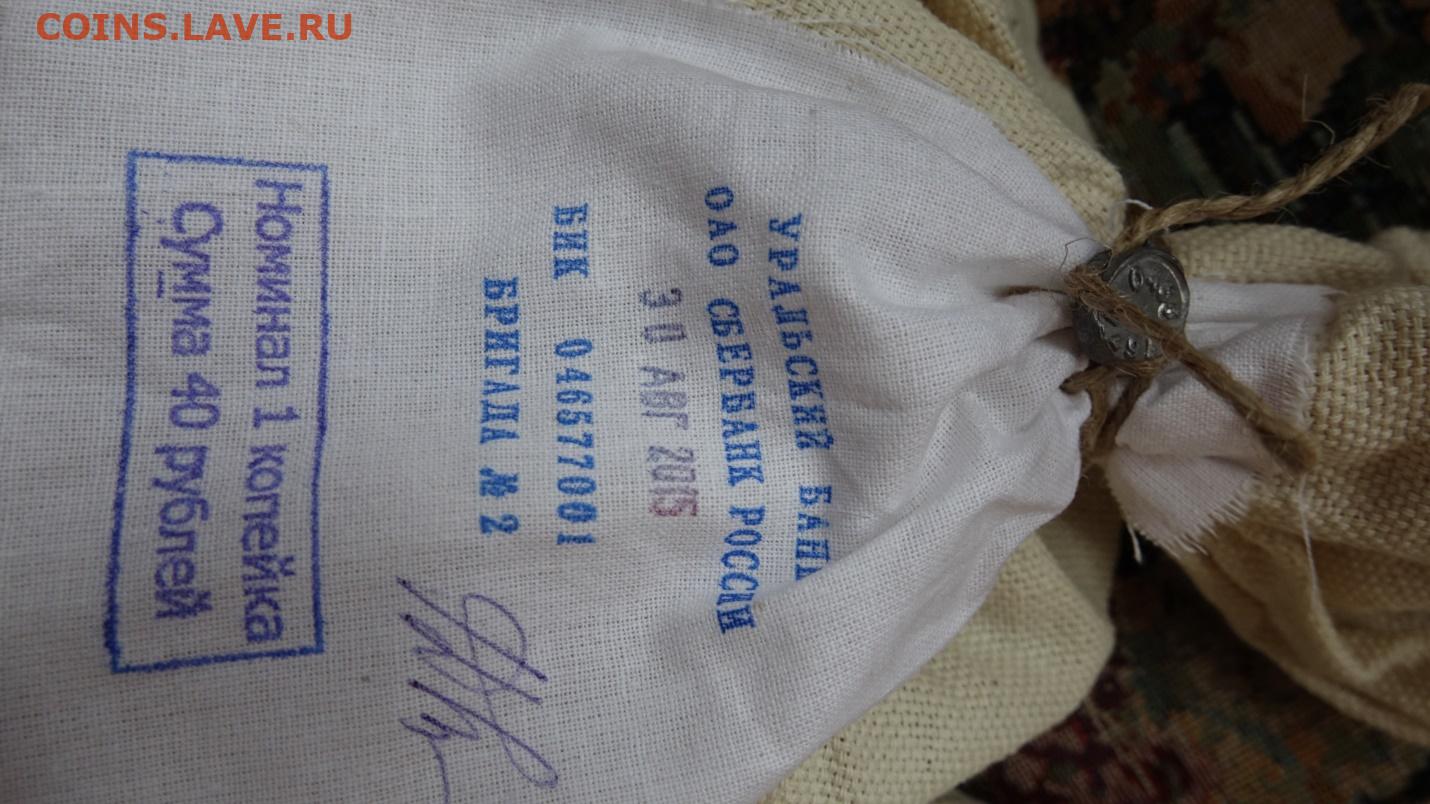 COINS.LAVE.RU
УРАЛЬСКИЙ БАНК
ОАО СБЕРБАНК РОССИИ
30 АВГ 2015
БИК 046577001
БРИГАДА № 2
Номинал 1 копейка
Сумма 40 рублей